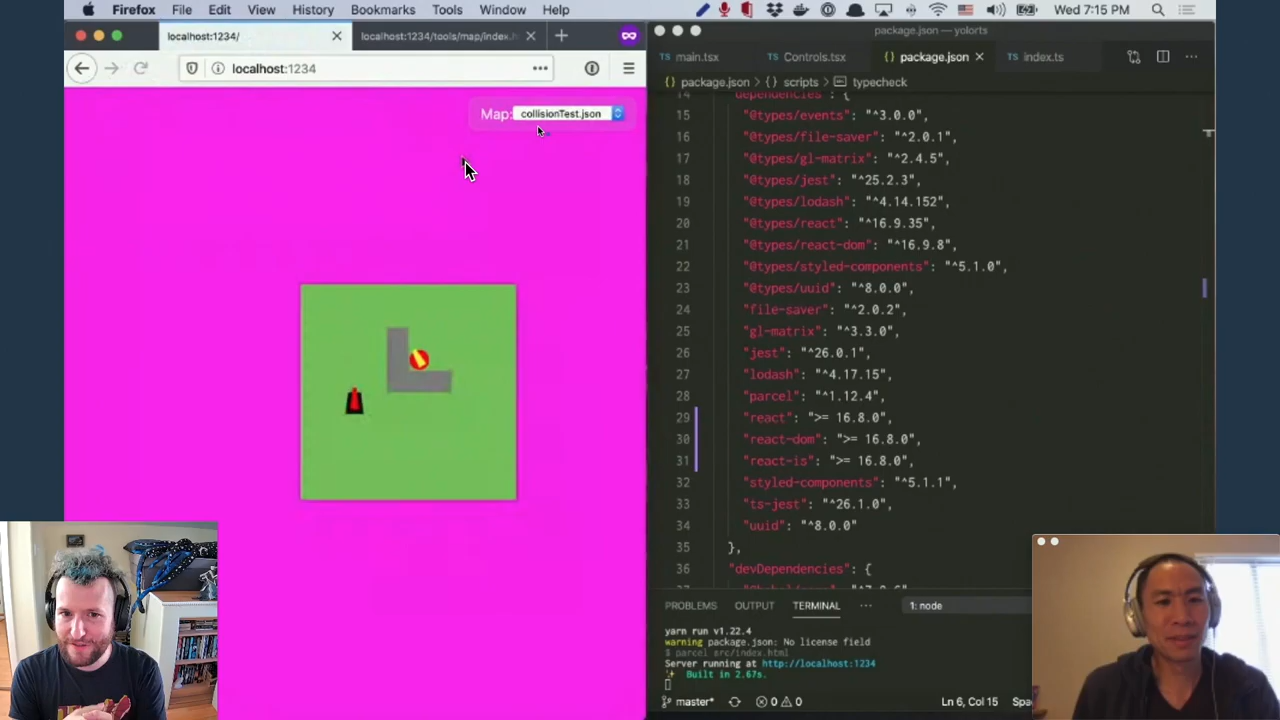 Firefox File Edit View History Bookmarks Tools Window Help Wed 7:15 PM
localhost:1234/
localhost:1234/tools/map/index.h
localhost:1234
Map: collisionTest.json
package.json — yolorts
main.tsx Controls.tsx package.json index.ts
package.json › scripts › typecheck
14 "dependencies": {
15 "@types/events": "^3.0.0",
16 "@types/file-saver": "^2.0.1",
17 "@types/gl-matrix": "^2.4.5",
18 "@types/jest": "^25.2.3",
19 "@types/lodash": "^4.14.152",
20 "@types/react": "^16.9.35",
21 "@types/react-dom": "^16.9.8",
22 "@types/styled-components": "^5.1.0",
23 "@types/uuid": "^8.0.0",
24 "file-saver": "^2.0.2",
25 "gl-matrix": "^3.3.0",
26 "jest": "^26.0.1",
27 "lodash": "^4.17.15",
28 "parcel": "^1.12.4",
29 "react": ">= 16.8.0",
30 "react-dom": ">= 16.8.0",
31 "react-is": ">= 16.8.0",
32 "styled-components": "^5.1.1",
33 "ts-jest": "^26.1.0",
34 "uuid": "^8.0.0"
35 },
36 "devDependencies": {
PROBLEMS OUTPUT TERMINAL ··· 1: node
yarn run v1.22.4
warning package.json: No license field
$ parcel src/index.html
Server running at http://localhost:1234
Built in 2.67s.
master* 0 0 Ln 6, Col 15 Spa